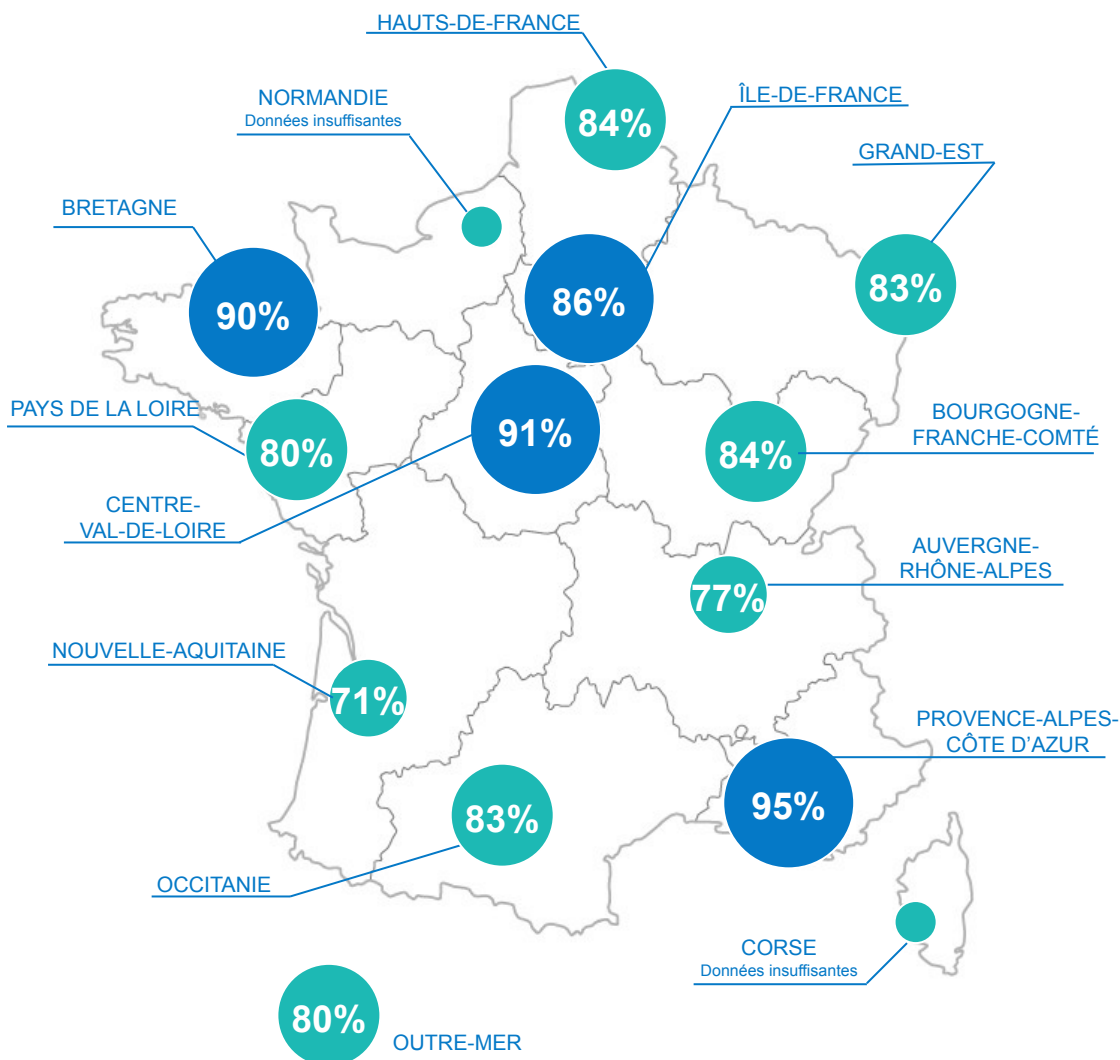 HAUTS-DE-FRANCE
84%
NORMANDIE
Données insuffisantes
ÎLE-DE-FRANCE
86%
GRAND-EST
83%
BRETAGNE
90%
PAYS DE LA LOIRE
80%
CENTRE-
VAL-DE-LOIRE
91%
BOURGOGNE-
FRANCHE-COMTÉ
84%
AUVERGNE-
RHÔNE-ALPES
77%
NOUVELLE-AQUITAINE
71%
PROVENCE-ALPES-
CÔTE D'AZUR
95%
OCCITANIE
83%
CORSE
Données insuffisantes
80%
OUTRE-MER